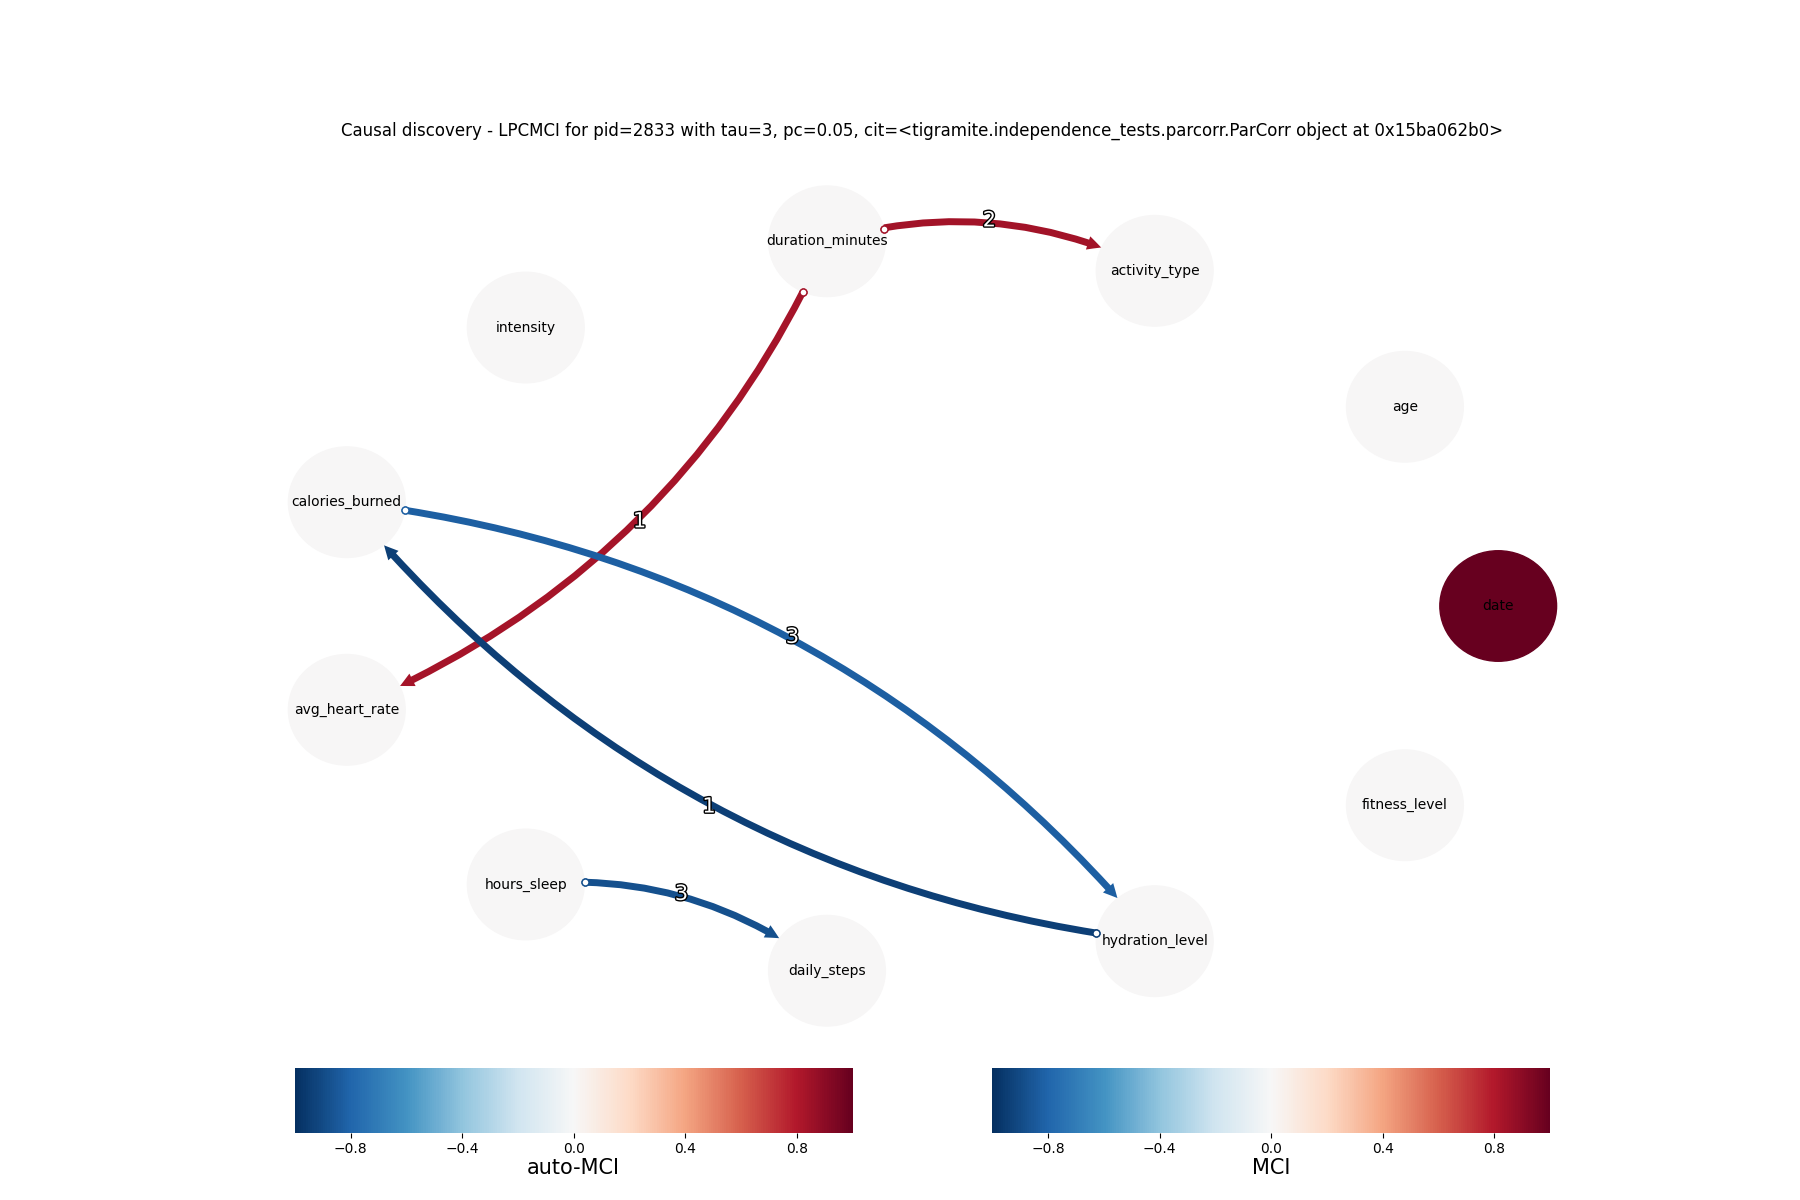 Causal discovery - LPCMCI for pid=2833 with tau=3, pc=0.05, cit=<tigramite.independence_tests.parcorr.ParCorr object at 0x15ba062b0>
2
duration_minutes
activity_type
intensity
age
calories_burned
1
date
3
avg_heart_rate
1
fitness_level
hours_sleep
3
hydration_level
daily_steps
−0.8 −0.4 0.0 0.4 0.8
auto-MCI
−0.8 −0.4 0.0 0.4 0.8
MCI